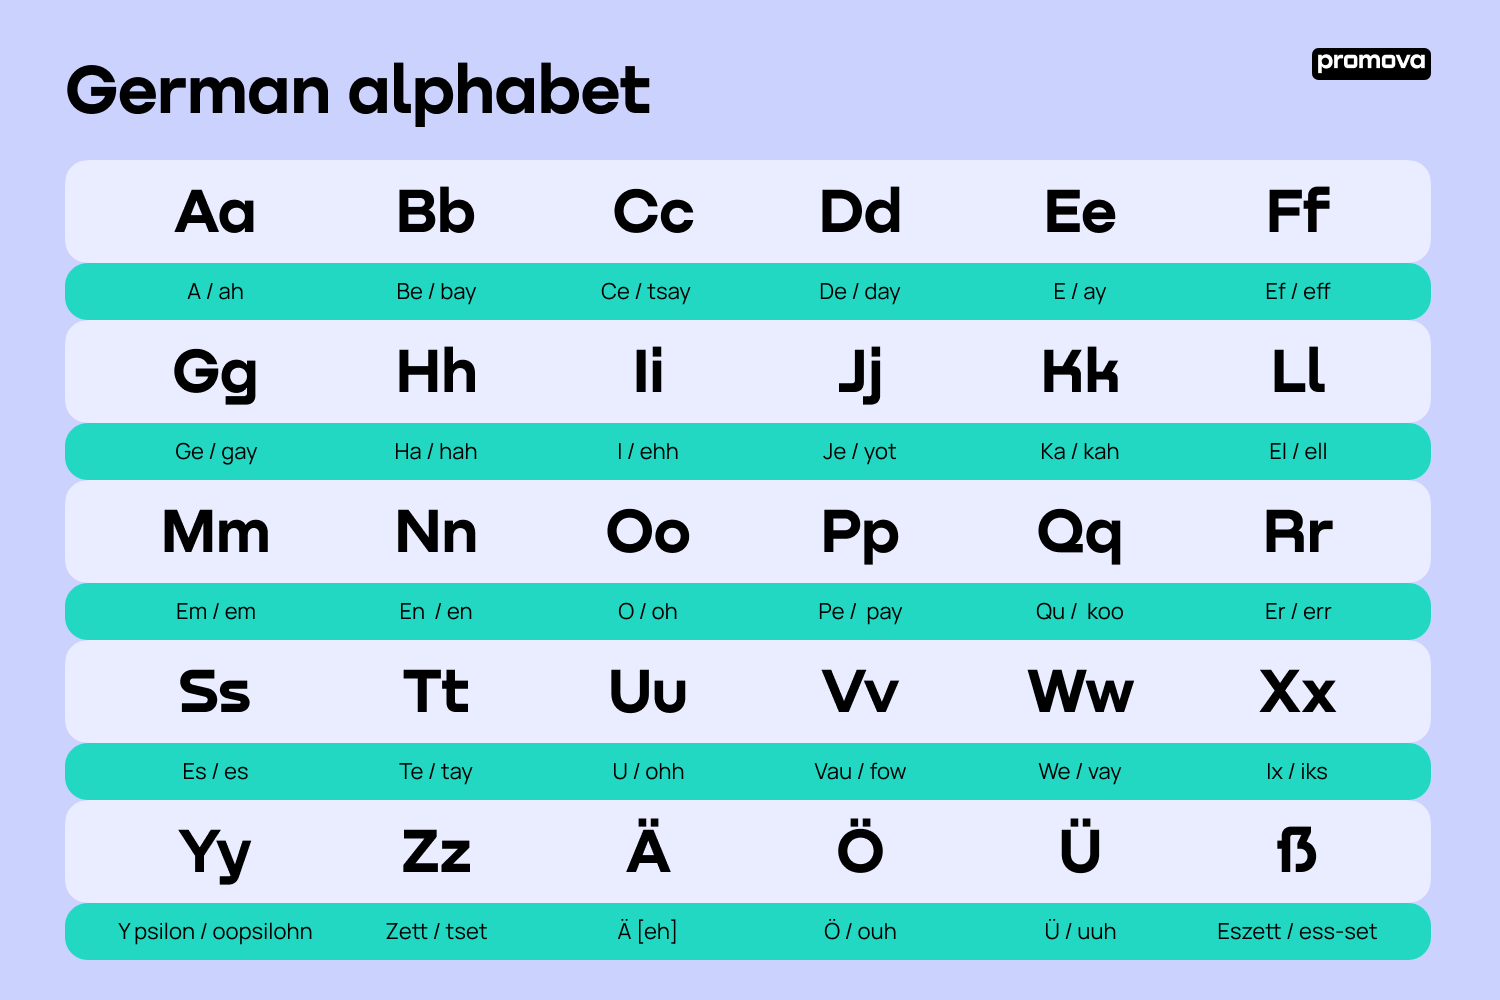 German alphabet
promova
Aa Bb Cc Dd Ee Ff
A / ah Be / bay Ce / tsay De / day E / ay Ef / eff
Gg Hh Ii Jj Kk Ll
Ge / gay Ha / hah I / ehh Je / yot Ka / kah El / ell
Mm Nn Oo Pp Qq Rr
Em / em En / en O / oh Pe / pay Qu / koo Er / err
Ss Tt Uu Vv Ww Xx
Es / es Te / tay U / ohh Vau / fow We / vay Ix / iks
Yy Zz Ä Ö Ü ß
Y psilon / oopsilohn Zett / tset Ä [eh] Ö / ouh Ü / uuh Eszett / ess-set